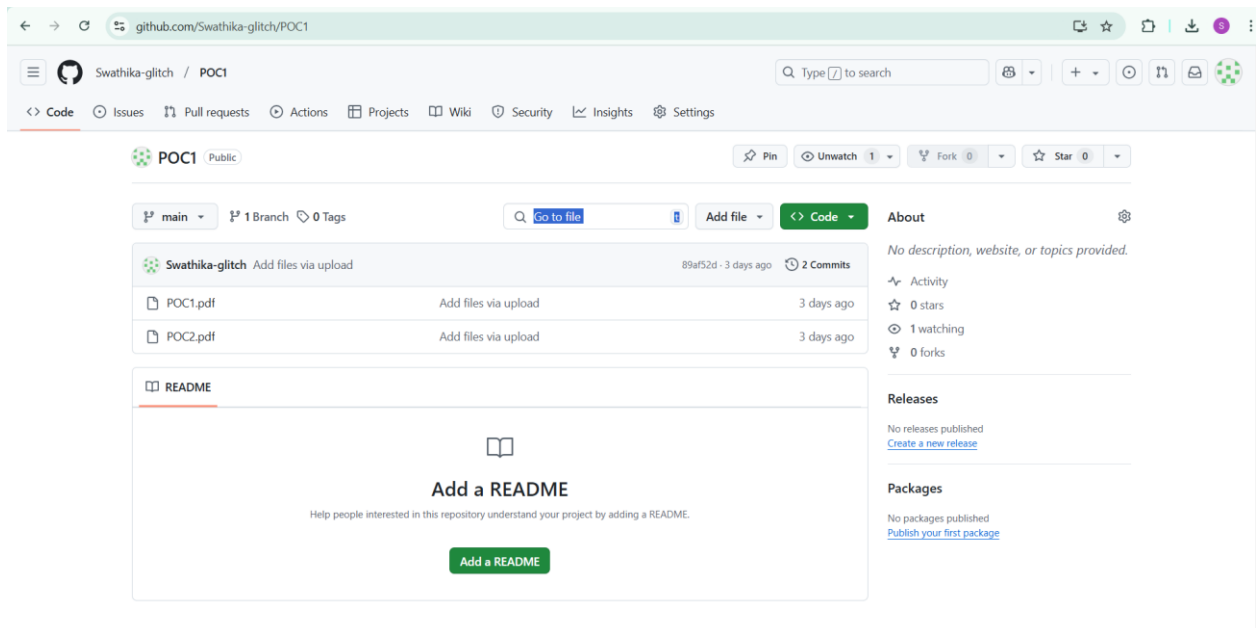 github.com/Swathika-glitch/POC1
S
Swathika-glitch / POC1
Type / to search
Code Issues Pull requests Actions Projects Wiki Security Insights Settings
POC1 Public
Pin Unwatch 1 Fork 0 Star 0
main 1 Branch 0 Tags
Go to file t Add file Code
Swathika-glitch Add files via upload 89af52d · 3 days ago 2 Commits
POC1.pdf Add files via upload 3 days ago
POC2.pdf Add files via upload 3 days ago
README
Add a README
Help people interested in this repository understand your project by adding a README.
Add a README
About
No description, website, or topics provided.
Activity
0 stars
1 watching
0 forks
Releases
No releases published
Create a new release
Packages
No packages published
Publish your first package